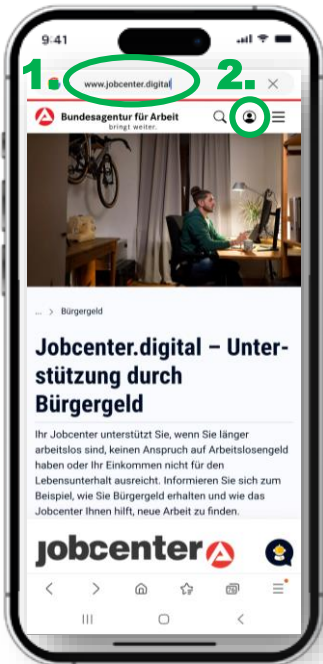 9:41
1. www.jobcenter.digital 2.
Bundesagentur für Arbeit
bringt weiter.
... > Bürgergeld
Jobcenter.digital – Unter-
stützung durch
Bürgergeld
Ihr Jobcenter unterstützt Sie, wenn Sie länger
arbeitslos sind, keinen Anspruch auf Arbeitslosengeld
haben oder Ihr Einkommen nicht für den
Lebensunterhalt ausreicht. Informieren Sie sich zum
Beispiel, wie Sie Bürgergeld erhalten und wie das
Jobcenter Ihnen hilft, neue Arbeit zu finden.
jobcenter